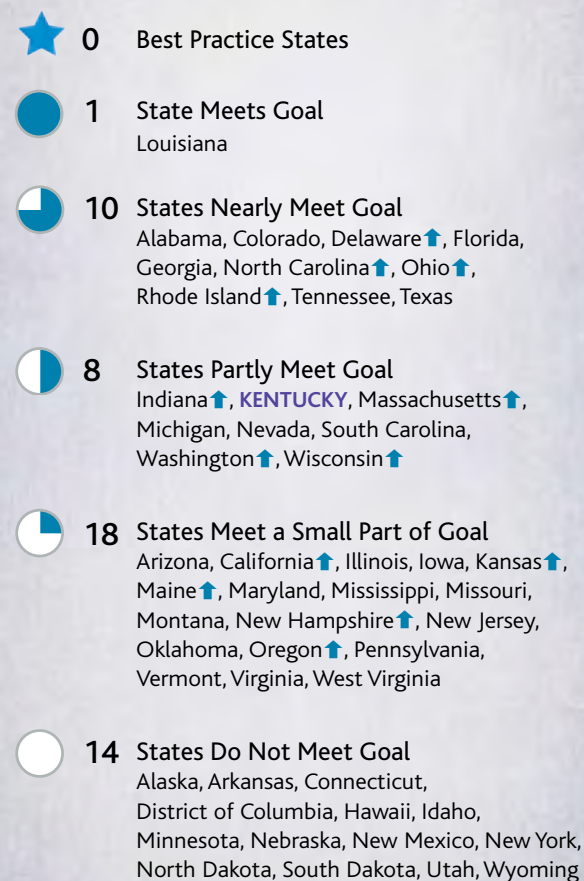 0 Best Practice States
1 State Meets Goal
Louisiana
10 States Nearly Meet Goal
Alabama, Colorado, Delaware⬆, Florida,
Georgia, North Carolina⬆, Ohio⬆,
Rhode Island⬆, Tennessee, Texas
8 States Partly Meet Goal
Indiana⬆, KENTUCKY, Massachusetts⬆,
Michigan, Nevada, South Carolina,
Washington⬆, Wisconsin⬆
18 States Meet a Small Part of Goal
Arizona, California⬆, Illinois, Iowa, Kansas⬆,
Maine⬆, Maryland, Mississippi, Missouri,
Montana, New Hampshire⬆, New Jersey,
Oklahoma, Oregon⬆, Pennsylvania,
Vermont, Virginia, West Virginia
14 States Do Not Meet Goal
Alaska, Arkansas, Connecticut,
District of Columbia, Hawaii, Idaho,
Minnesota, Nebraska, New Mexico, New York,
North Dakota, South Dakota, Utah, Wyoming